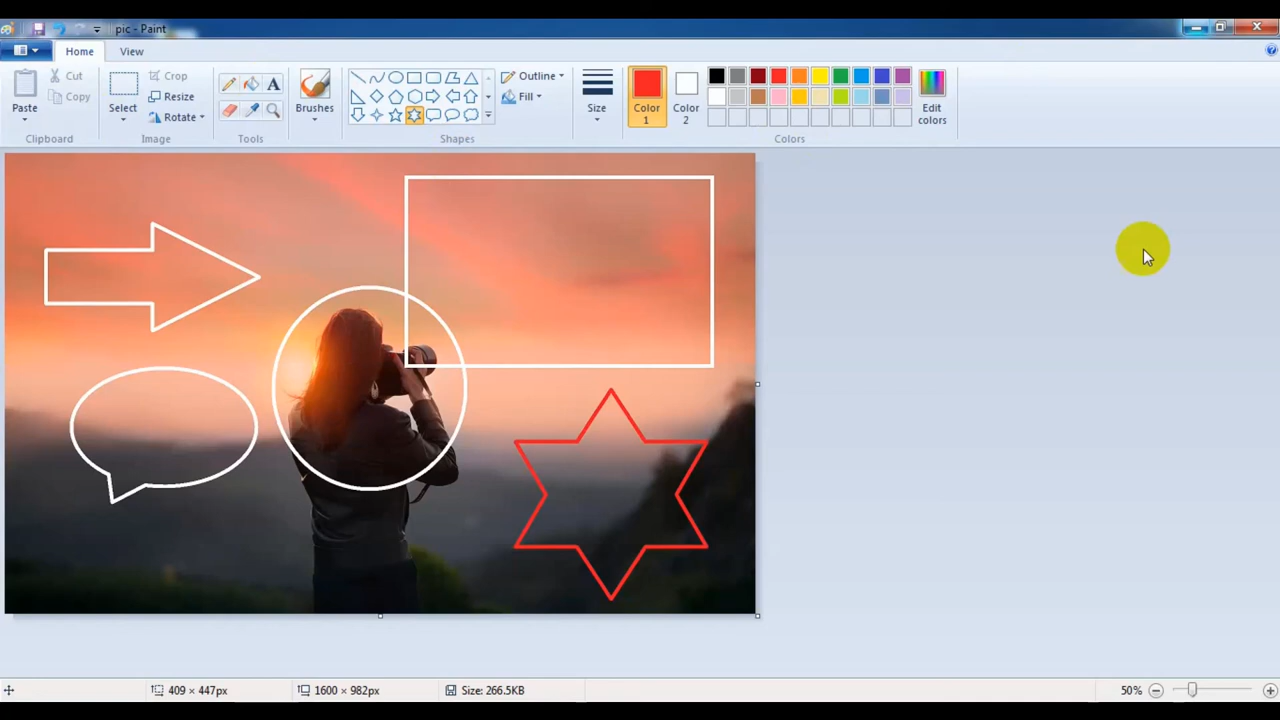 pic - Paint
Home View
Paste
Cut
Copy
Clipboard
Select
Crop
Resize
Rotate
Image
A
Tools
Brushes
Outline
Fill
Shapes
Size
Color 1
Color 2
Edit colors
Colors
409 × 447px
1600 × 982px
Size: 266.5KB
50%